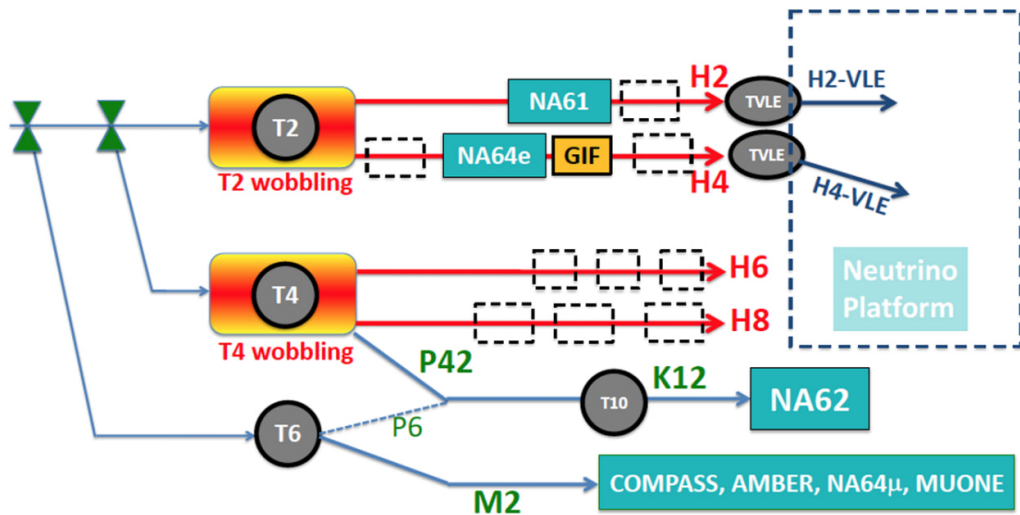 H2
NA61
TVLE
H2-VLE
T2
NA64e
GIF
TVLE
T2 wobbling
H4
H4-VLE
H6
T4
Neutrino
Platform
H8
T4 wobbling
P42
K12
T10
NA62
P6
T6
COMPASS, AMBER, NA64μ, MUONE
M2